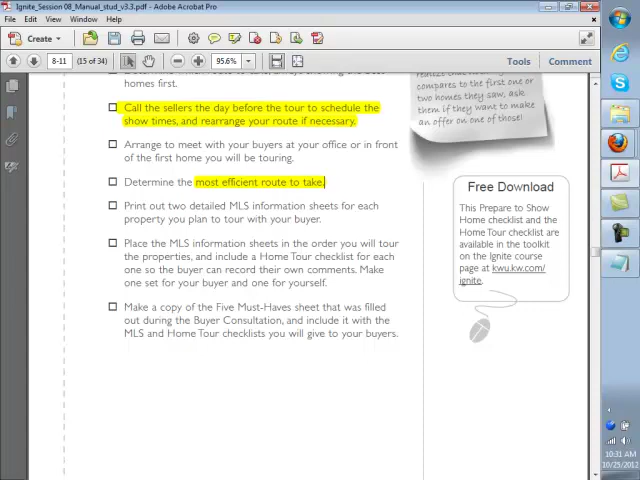 Ignite_Session 08_Manual_stud_v3.3.pdf - Adobe Acrobat Pro
File Edit View Window Help
Create
8-11 (15 of 34) 95.6% Tools Comment
homes first.
Call the sellers the day before the tour to schedule the
show times, and rearrange your route if necessary.
Arrange to meet with your buyers at your office or in front
of the first home you will be touring.
Determine the most efficient route to take.
Print out two detailed MLS information sheets for each
property you plan to tour with your buyer.
Place the MLS information sheets in the order you will tour
the properties, and include a Home Tour checklist for each
one so the buyer can record their own comments. Make
one set for your buyer and one for yourself.
Make a copy of the Five Must-Haves sheet that was filled
out during the Buyer Consultation, and include it with the
MLS and Home Tour checklists you will give to your buyers.
compares to the first one or
two homes they saw, ask
them if they want to make
an offer on one of those!
Free Download
This Prepare to Show
Home checklist and the
Home Tour checklist are
available in the toolkit
on the Ignite course
page at kwu.kw.com/
ignite.
10:31 AM
10/25/2012